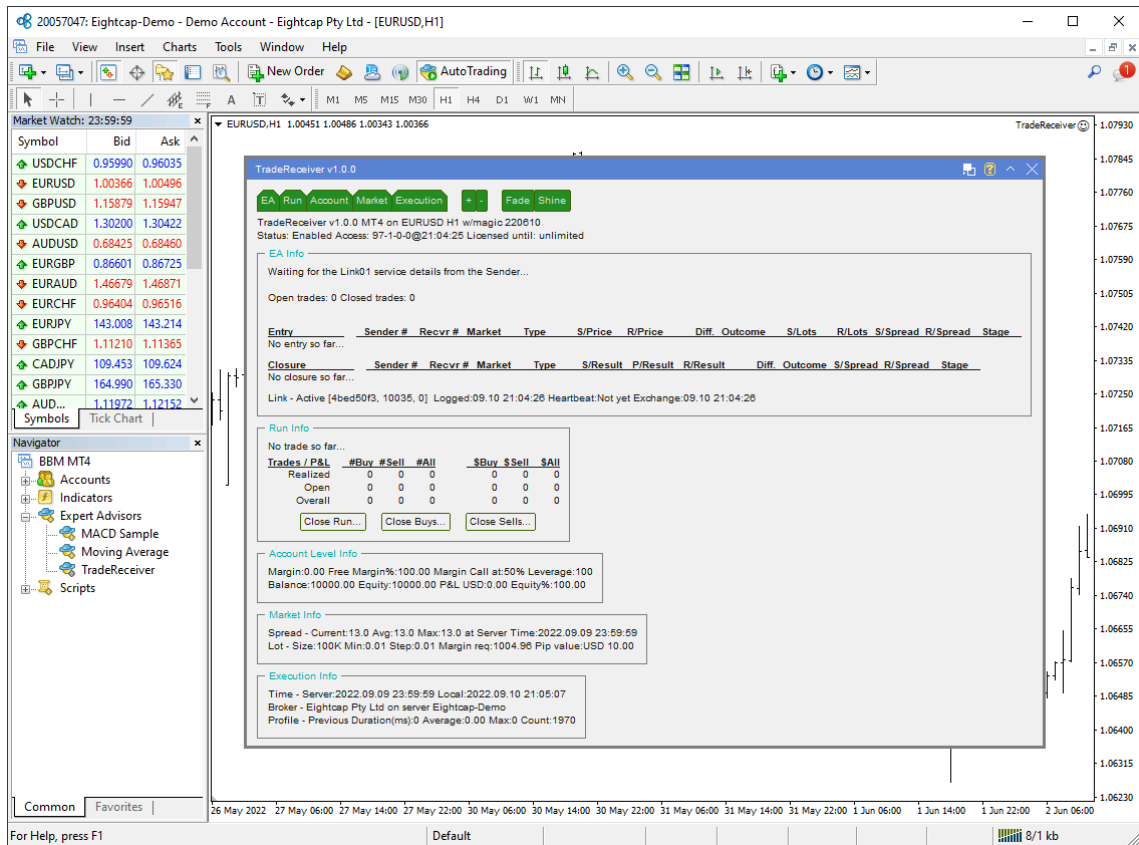 20057047: Eightcap-Demo - Demo Account - Eightcap Pty Ltd - [EURUSD,H1]
File View Insert Charts Tools Window Help
New Order AutoTrading 1
A T M1 M5 M15 M30 H1 H4 D1 W1 MN
Market Watch: 23:59:59
Symbol Bid Ask
USDCHF 0.95990 0.96035
EURUSD 1.00366 1.00496
GBPUSD 1.15879 1.15947
USDCAD 1.30200 1.30422
AUDUSD 0.68425 0.68460
EURGBP 0.86601 0.86725
EURAUD 1.46679 1.46871
EURCHF 0.96404 0.96516
EURJPY 143.008 143.214
GBPCHF 1.11210 1.11365
CADJPY 109.453 109.624
GBPJPY 164.990 165.330
AUD... 1.11972 1.12152
Symbols Tick Chart
Navigator
BBM MT4
Accounts
Indicators
Expert Advisors
MACD Sample
Moving Average
TradeReceiver
Scripts
Common Favorites
EURUSD,H1 1.00451 1.00486 1.00343 1.00366
TradeReceiver
TradeReceiver v1.0.0
EA Run Account Market Execution + - Fade Shine
TradeReceiver v1.0.0 MT4 on EURUSD H1 w/magic 220610
Status: Enabled Access: 97-1-0-0@21:04:25 Licensed until: unlimited
EA Info
Waiting for the Link01 service details from the Sender...
Open trades: 0 Closed trades: 0
Entry Sender # Recvr # Market Type S/Price R/Price Diff. Outcome S/Lots R/Lots S/Spread R/Spread Stage
No entry so far...
Closure Sender # Recvr # Market Type S/Result P/Result R/Result Diff. Outcome S/Spread R/Spread Stage
No closure so far...
Link - Active [4bed50f3, 10035, 0] Logged:09.10 21:04:26 Heartbeat:Not yet Exchange:09.10 21:04:26
Run Info
No trade so far...
Trades / P&L #Buy #Sell #All $Buy $Sell $All
Realized 0 0 0 0 0 0
Open 0 0 0 0 0 0
Overall 0 0 0 0 0 0
Close Run... Close Buys... Close Sells...
Account Level Info
Margin:0.00 Free Margin%:100.00 Margin Call at:50% Leverage:100
Balance:10000.00 Equity:10000.00 P&L USD:0.00 Equity%:100.00
Market Info
Spread - Current:13.0 Avg:13.0 Max:13.0 at Server Time:2022.09.09 23:59:59
Lot - Size:100K Min:0.01 Step:0.01 Margin req:1004.96 Pip value:USD 10.00
Execution Info
Time - Server:2022.09.09 23:59:59 Local:2022.09.10 21:05:07
Broker - Eightcap Pty Ltd on server Eightcap-Demo
Profile - Previous Duration(ms):0 Average:0.00 Max:0 Count:1970
1.07930
1.07845
1.07760
1.07675
1.07590
1.07505
1.07420
1.07335
1.07250
1.07165
1.07080
1.06995
1.06910
1.06825
1.06740
1.06655
1.06570
1.06485
1.06400
1.06315
1.06230
26 May 2022 27 May 06:00 27 May 14:00 27 May 22:00 30 May 06:00 30 May 14:00 30 May 22:00 31 May 06:00 31 May 14:00 31 May 22:00 1 Jun 06:00 1 Jun 14:00 1 Jun 22:00 2 Jun 06:00
For Help, press F1 Default 8/1 kb